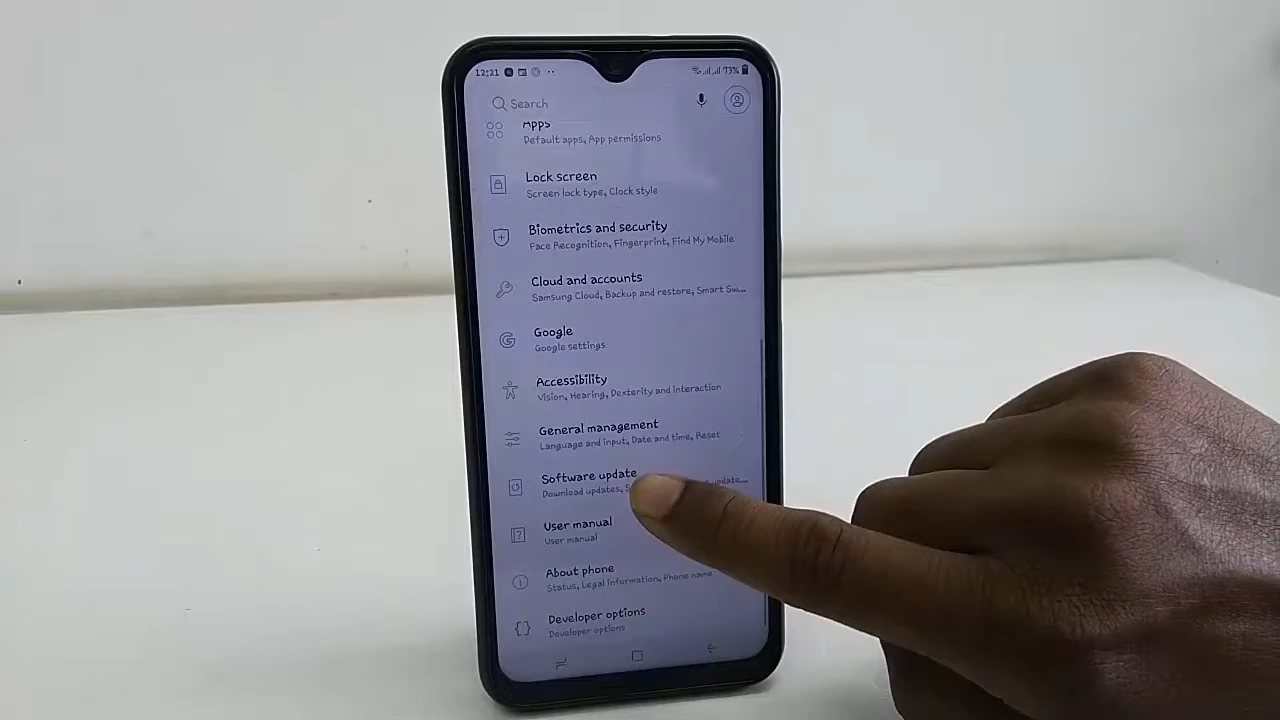 12:21 73%
Search
Apps
Default apps, App permissions
Lock screen
Screen lock type, Clock style
Biometrics and security
Face Recognition, Fingerprint, Find My Mobile
Cloud and accounts
Samsung Cloud, Backup and restore, Smart Sw...
Google
Google settings
Accessibility
Vision, Hearing, Dexterity and interaction
General management
Language and input, Date and time, Reset
Software update
Download updates, update...
User manual
User manual
About phone
Status, Legal information, Phone name
Developer options
Developer options